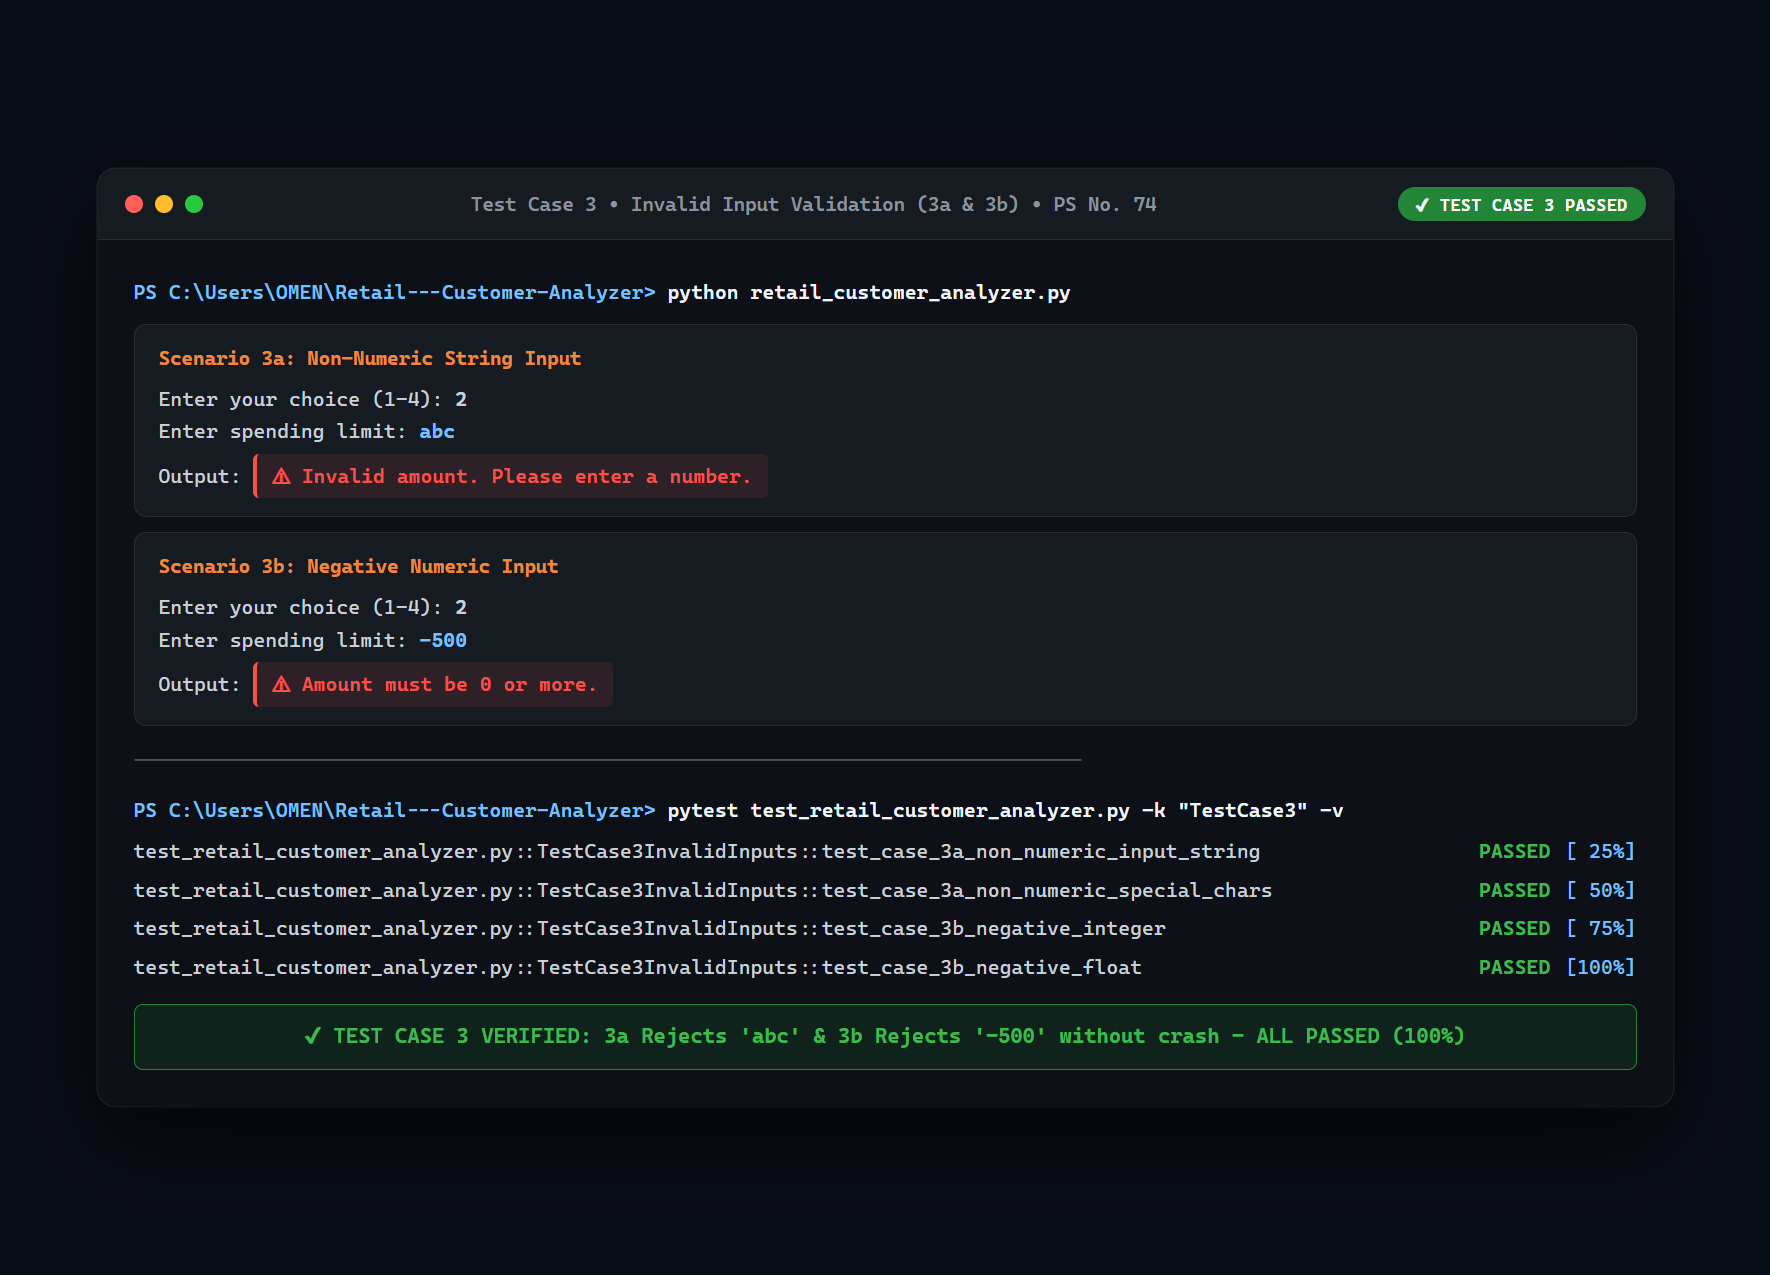 Test Case 3 • Invalid Input Validation (3a & 3b) • PS No. 74
✔ TEST CASE 3 PASSED
PS C:\Users\OMEN\Retail---Customer-Analyzer> python retail_customer_analyzer.py
Scenario 3a: Non-Numeric String Input
Enter your choice (1-4): 2
Enter spending limit: abc
Output: ⚠ Invalid amount. Please enter a number.
Scenario 3b: Negative Numeric Input
Enter your choice (1-4): 2
Enter spending limit: -500
Output: ⚠ Amount must be 0 or more.
PS C:\Users\OMEN\Retail---Customer-Analyzer> pytest test_retail_customer_analyzer.py -k "TestCase3" -v
test_retail_customer_analyzer.py::TestCase3InvalidInputs::test_case_3a_non_numeric_input_string PASSED [ 25%]
test_retail_customer_analyzer.py::TestCase3InvalidInputs::test_case_3a_non_numeric_special_chars PASSED [ 50%]
test_retail_customer_analyzer.py::TestCase3InvalidInputs::test_case_3b_negative_integer PASSED [ 75%]
test_retail_customer_analyzer.py::TestCase3InvalidInputs::test_case_3b_negative_float PASSED [100%]
✔ TEST CASE 3 VERIFIED: 3a Rejects 'abc' & 3b Rejects '-500' without crash - ALL PASSED (100%)